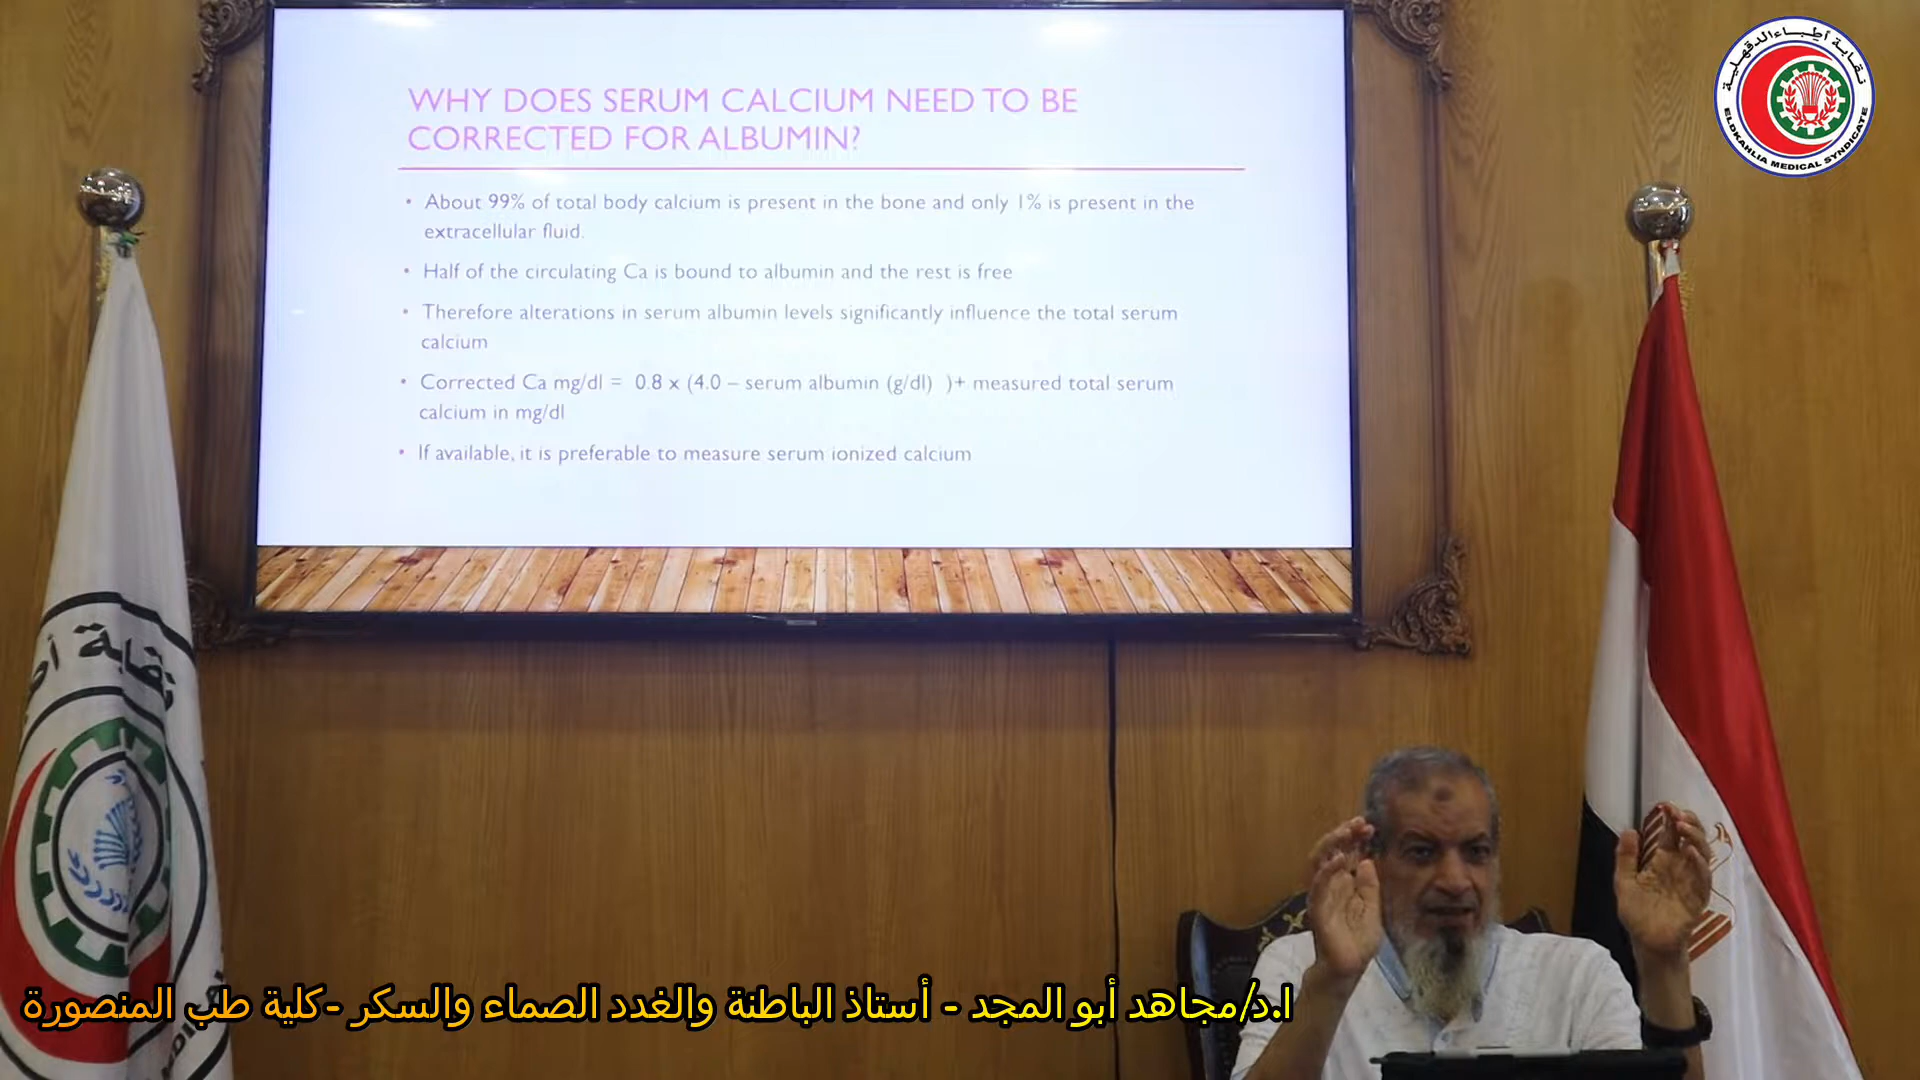 WHY DOES SERUM CALCIUM NEED TO BE
CORRECTED FOR ALBUMIN?
• About 99% of total body calcium is present in the bone and only 1% is present in the
extracellular fluid.
• Half of the circulating Ca is bound to albumin and the rest is free
• Therefore alterations in serum albumin levels significantly influence the total serum
calcium
• Corrected Ca mg/dl = 0.8 x (4.0 – serum albumin (g/dl) )+ measured total serum
calcium in mg/dl
• If available, it is preferable to measure serum ionized calcium
نقابة أطباء الدقهلية
ELDKAHLIA MEDICAL SYNDICATE
نقابة
ا.د/مجاهد أبو المجد - أستاذ الباطنة والغدد الصماء والسكر -كلية طب المنصورة